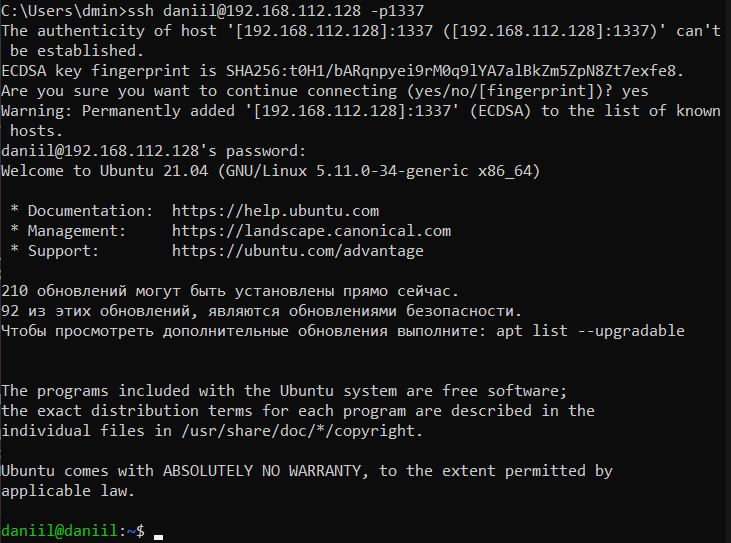 C:\Users\dmin>ssh daniil@192.168.112.128 -p1337
The authenticity of host '[192.168.112.128]:1337 ([192.168.112.128]:1337)' can't
 be established.
ECDSA key fingerprint is SHA256:t0H1/bARqnpyei9rM0q9lYA7alBkZm5ZpN8Zt7exfe8.
Are you sure you want to continue connecting (yes/no/[fingerprint])? yes
Warning: Permanently added '[192.168.112.128]:1337' (ECDSA) to the list of known
 hosts.
daniil@192.168.112.128's password:
Welcome to Ubuntu 21.04 (GNU/Linux 5.11.0-34-generic x86_64)

 * Documentation:  https://help.ubuntu.com
 * Management:     https://landscape.canonical.com
 * Support:        https://ubuntu.com/advantage

210 обновлений могут быть установлены прямо сейчас.
92 из этих обновлений, являются обновлениями безопасности.
Чтобы просмотреть дополнительные обновления выполните: apt list --upgradable

The programs included with the Ubuntu system are free software;
the exact distribution terms for each program are described in the
individual files in /usr/share/doc/*/copyright.

Ubuntu comes with ABSOLUTELY NO WARRANTY, to the extent permitted by
applicable law.

daniil@daniil:~$